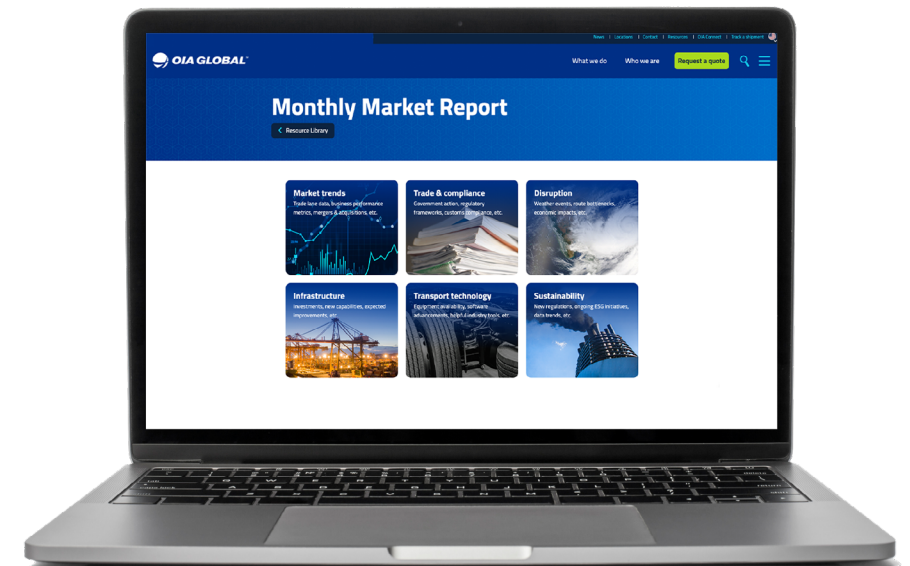 News | Locations | Contact | Resources | OIA Connect | Track a shipment
OIA GLOBAL
What we do
Who we are
Request a quote
Monthly Market Report
Resource Library
Market trends
Trade lane data, business performance
metrics, mergers & acquisitions, etc.
Trade & compliance
Government action, regulatory
frameworks, customs compliance, etc.
Disruption
Weather events, route bottlenecks,
economic impacts, etc.
Infrastructure
Investments, new capabilities, expected
improvements, etc.
Transport technology
Equipment availability, software
advancements, helpful industry tools, etc.
Sustainability
New regulations, ongoing ESG initiatives,
data trends, etc.